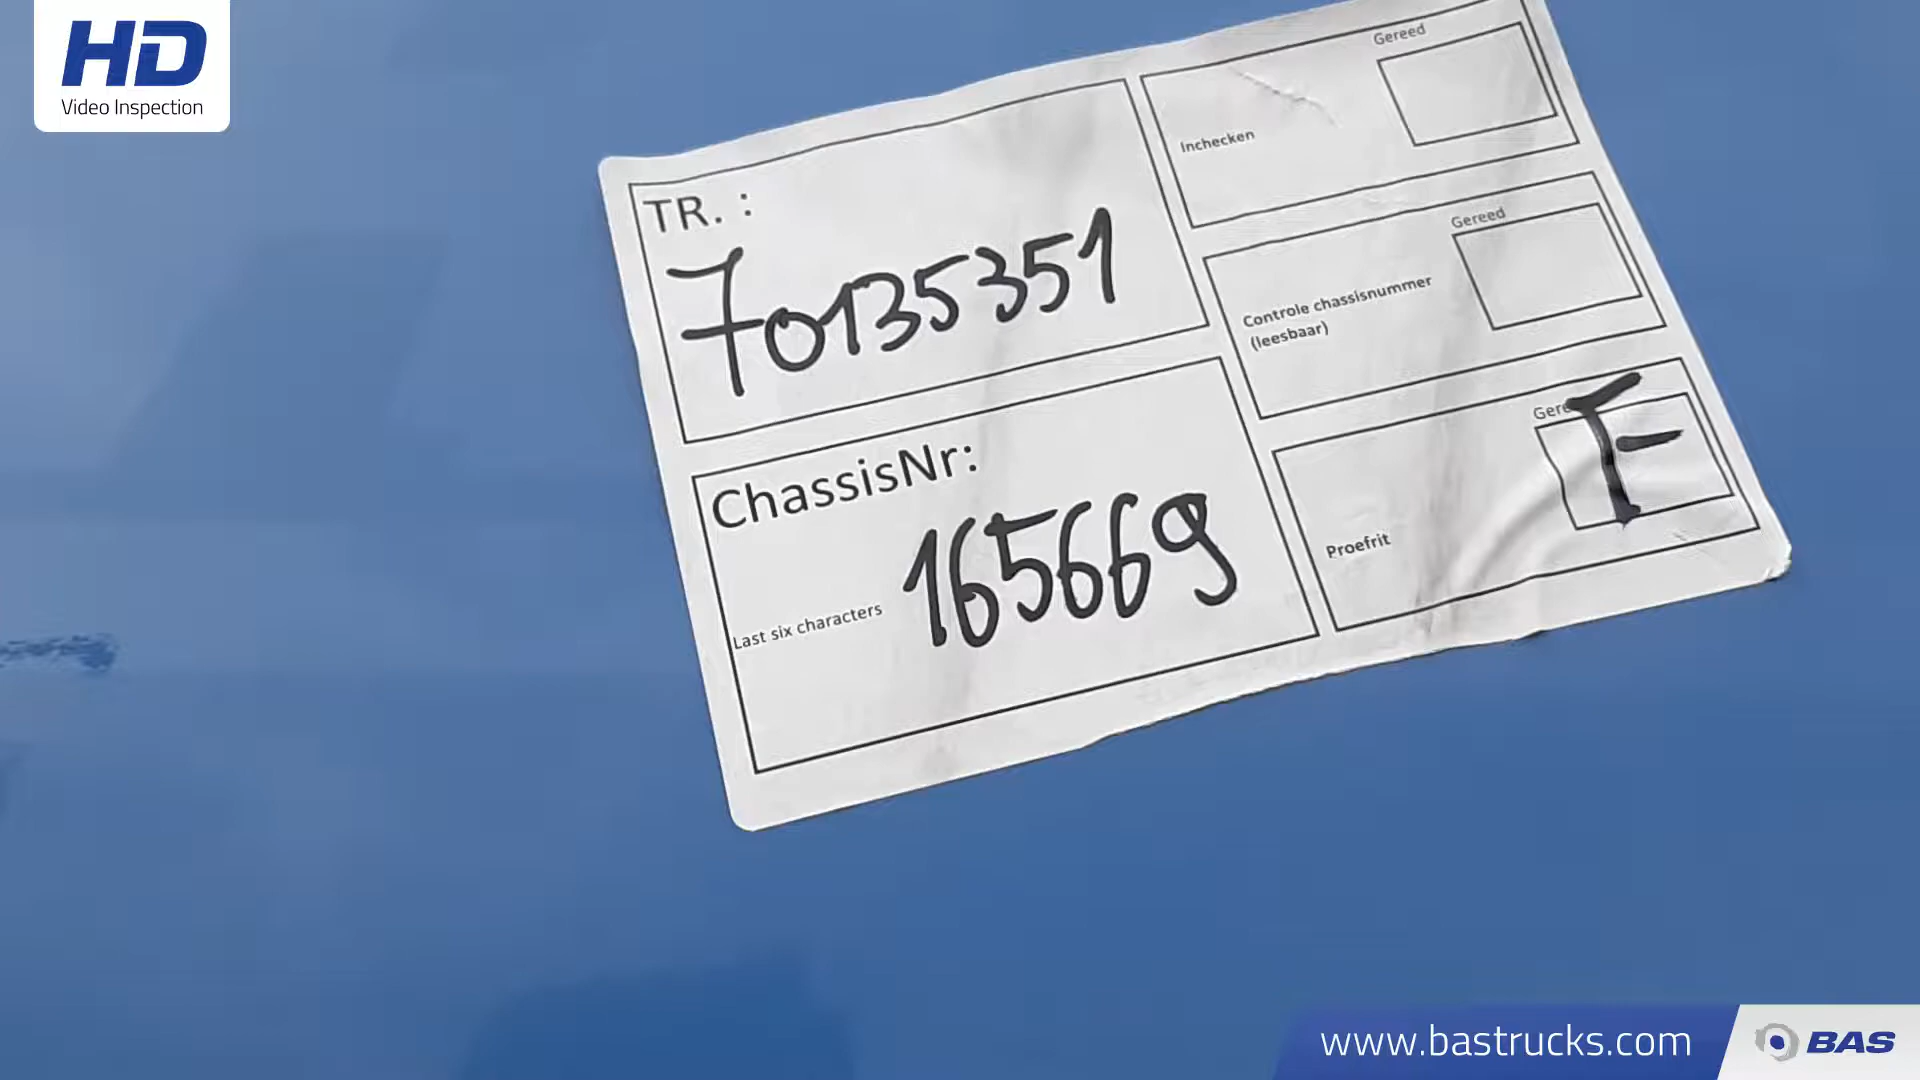 HD
Video Inspection
TR. :
70135351
ChassisNr:
Last six characters
165669
Gereed
Inchecken
Gereed
Controle chassisnummer
(leesbaar)
Gere
Proefrit
F
www.bastrucks.com
BAS